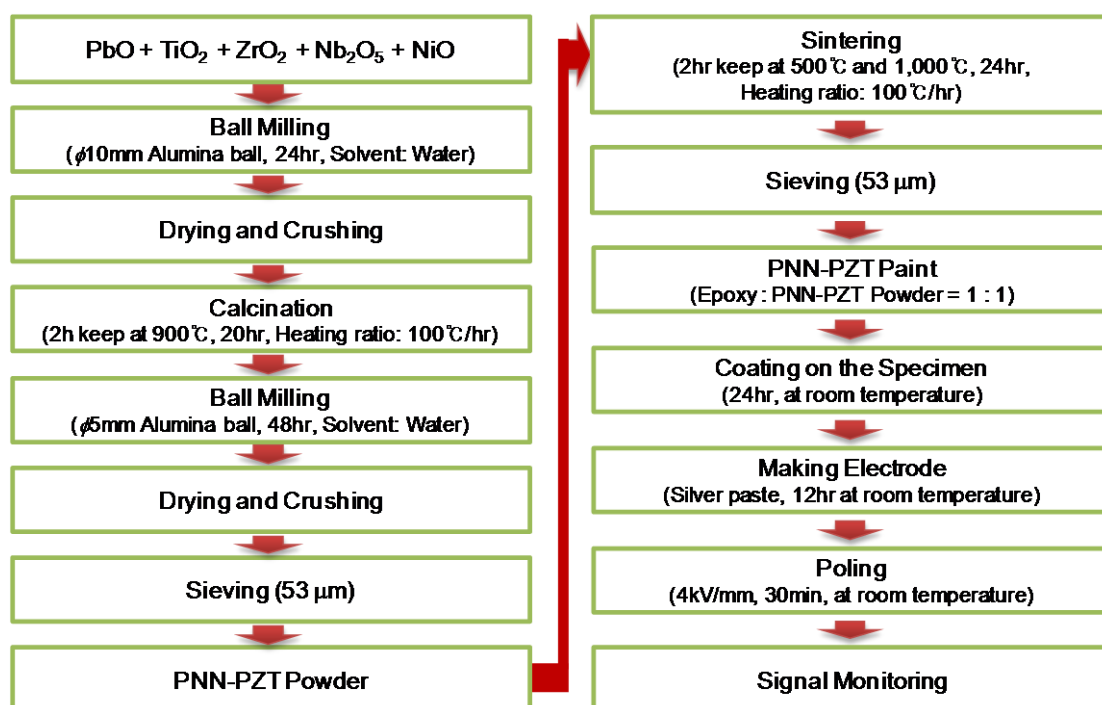 PbO + TiO₂ + ZrO₂ + Nb₂O₅ + NiO
Ball Milling
(ϕ10mm Alumina ball, 24hr, Solvent: Water)
Drying and Crushing
Calcination
(2h keep at 900℃, 20hr, Heating ratio: 100℃/hr)
Ball Milling
(ϕ5mm Alumina ball, 48hr, Solvent: Water)
Drying and Crushing
Sieving (53 μm)
PNN-PZT Powder
Sintering
(2hr keep at 500℃ and 1,000℃, 24hr,
Heating ratio: 100℃/hr)
Sieving (53 μm)
PNN-PZT Paint
(Epoxy : PNN-PZT Powder = 1 : 1)
Coating on the Specimen
(24hr, at room temperature)
Making Electrode
(Silver paste, 12hr at room temperature)
Poling
(4kV/mm, 30min, at room temperature)
Signal Monitoring